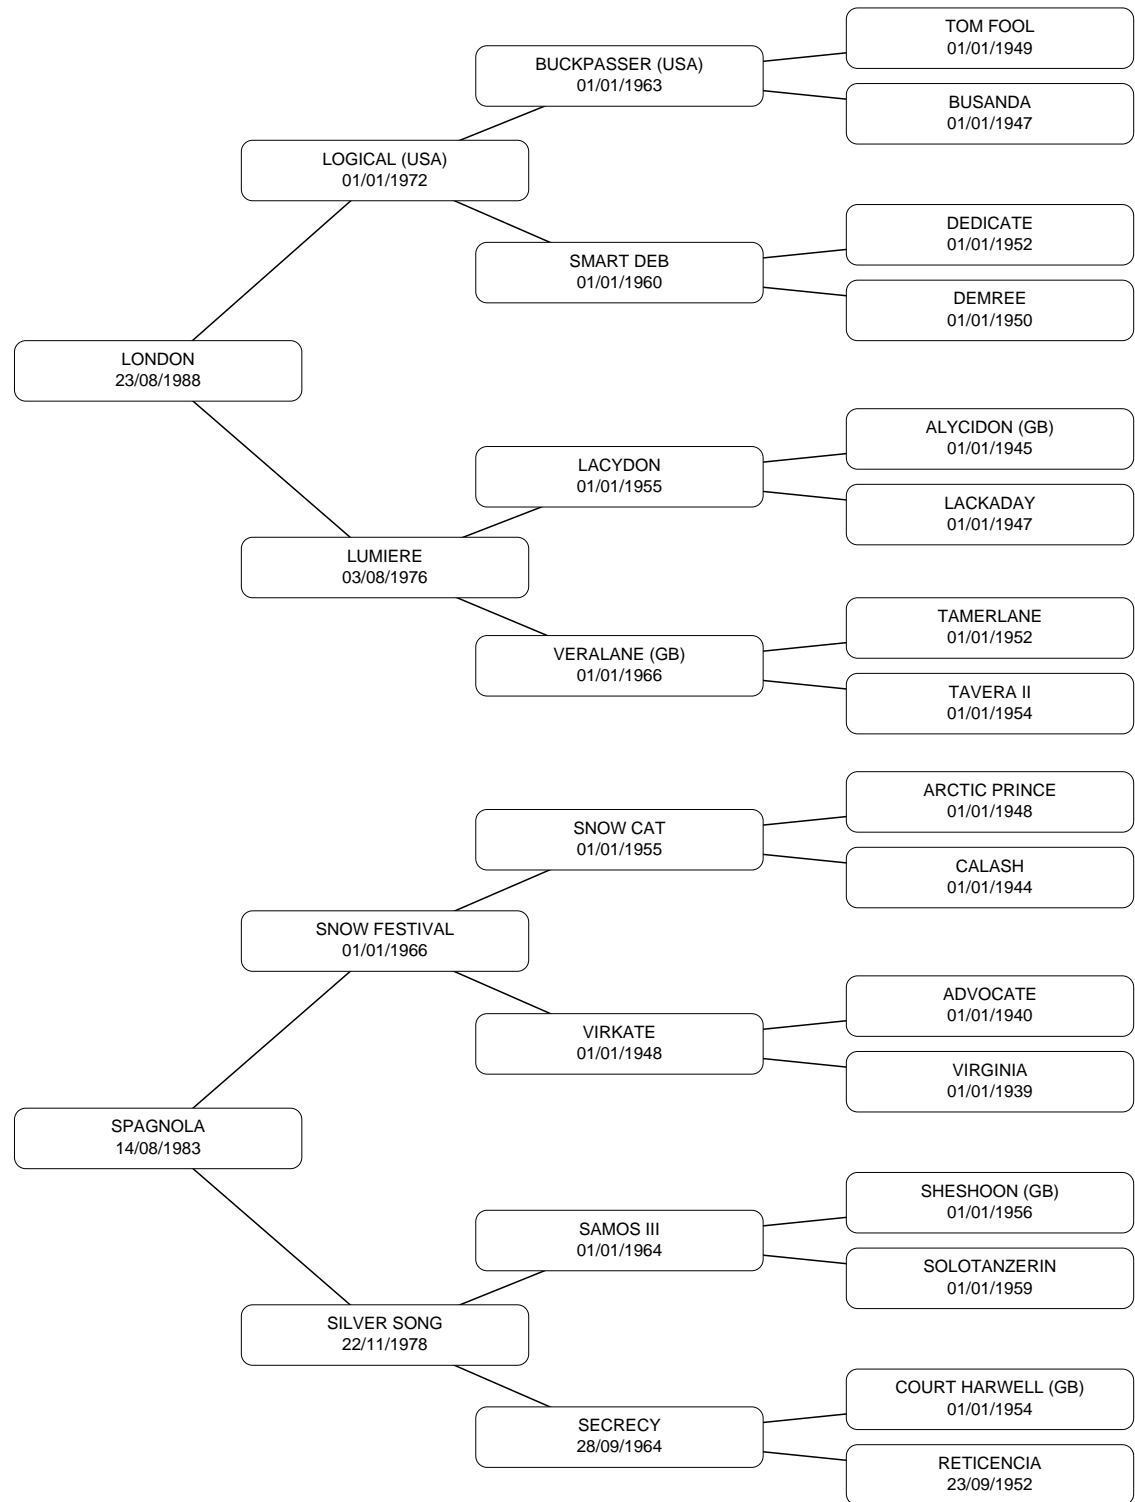 TOM FOOL
01/01/1949
BUCKPASSER (USA)
01/01/1963
BUSANDA
01/01/1947
LOGICAL (USA)
01/01/1972
DEDICATE
01/01/1952
SMART DEB
01/01/1960
DEMREE
01/01/1950
LONDON
23/08/1988
ALYCIDON (GB)
01/01/1945
LACYDON
01/01/1955
LACKADAY
01/01/1947
LUMIERE
03/08/1976
TAMERLANE
01/01/1952
VERALANE (GB)
01/01/1966
TAVERA II
01/01/1954
ARCTIC PRINCE
01/01/1948
SNOW CAT
01/01/1955
CALASH
01/01/1944
SNOW FESTIVAL
01/01/1966
ADVOCATE
01/01/1940
VIRKATE
01/01/1948
VIRGINIA
01/01/1939
SPAGNOLA
14/08/1983
SHESHOON (GB)
01/01/1956
SAMOS III
01/01/1964
SOLOTANZERIN
01/01/1959
SILVER SONG
22/11/1978
COURT HARWELL (GB)
01/01/1954
SECRECY
28/09/1964
RETICENCIA
23/09/1952